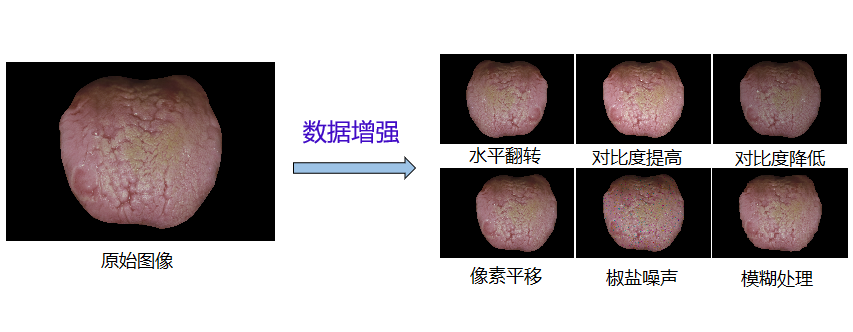 数据增强
原始图像
水平翻转
对比度提高
对比度降低
像素平移
椒盐噪声
模糊处理